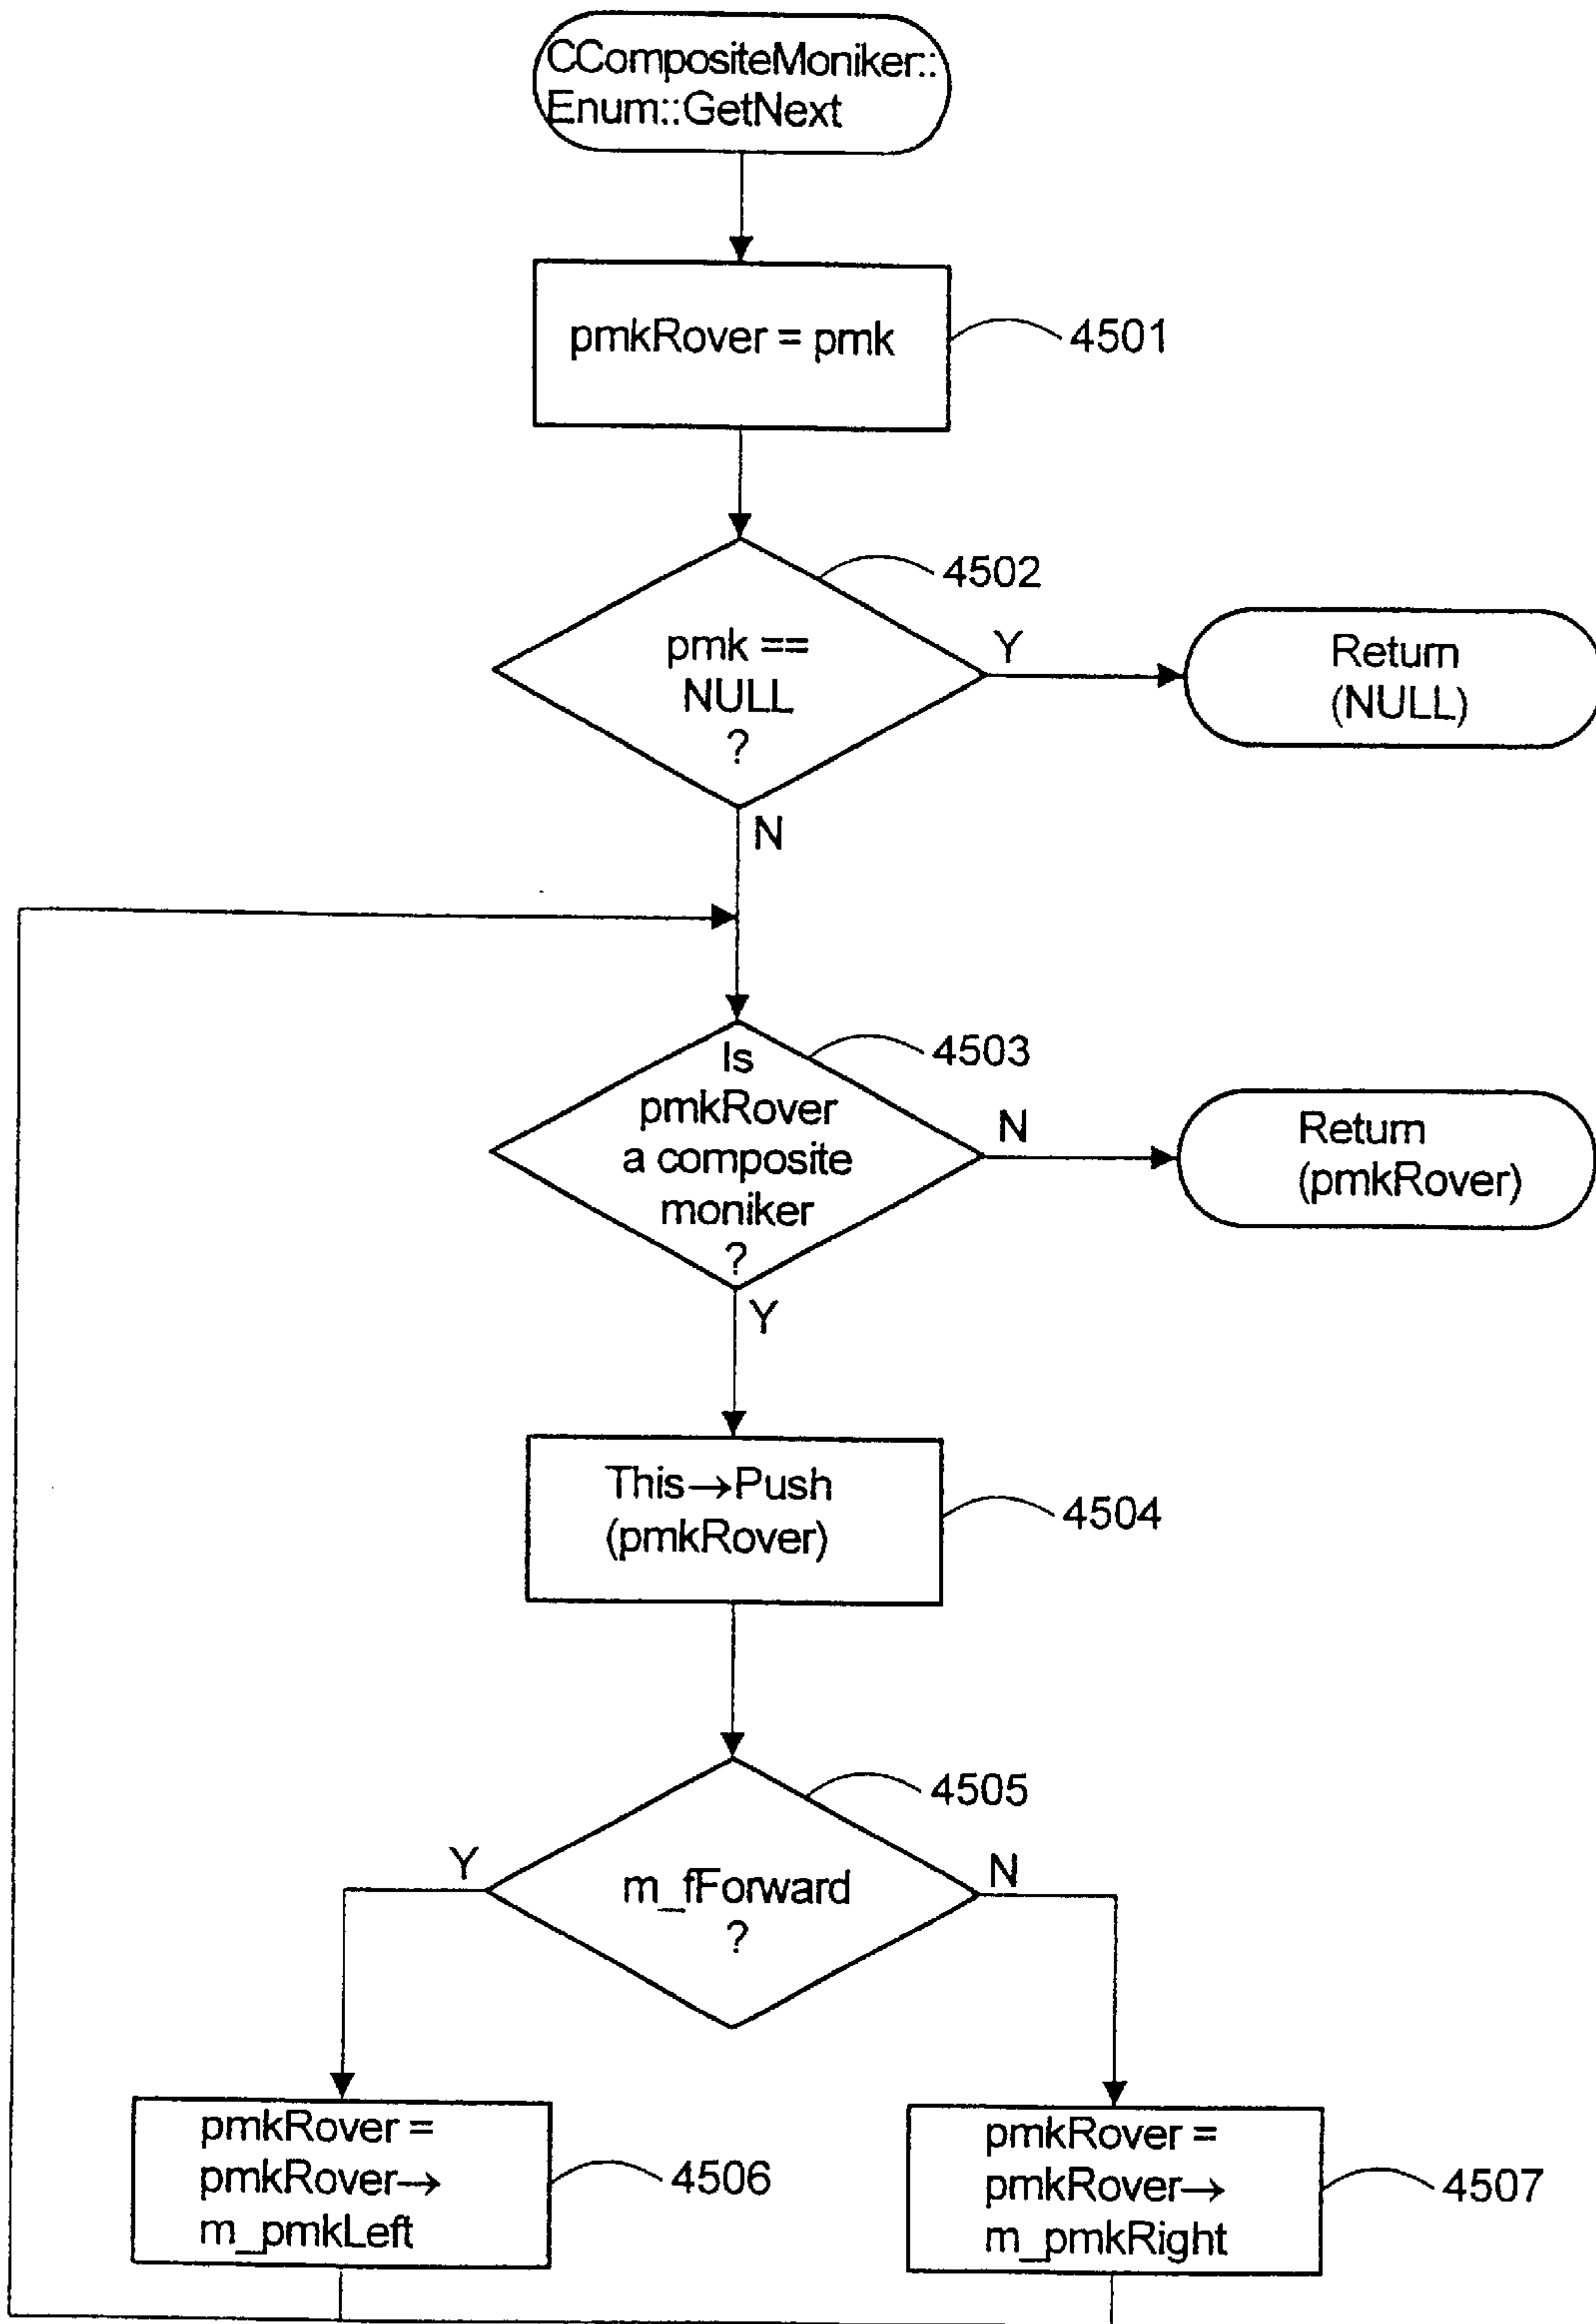 CCompositeMoniker::
Enum::GetNext
pmkRover = pmk
4501
4502
pmk ==
NULL
?
Y
Return
(NULL)
N
4503
Is
pmkRover
a composite
moniker
?
N
Return
(pmkRover)
Y
This→Push
(pmkRover)
4504
4505
Y
m_fForward
?
N
pmkRover =
pmkRover→
m_pmkLeft
4506
pmkRover =
pmkRover→
m_pmkRight
4507